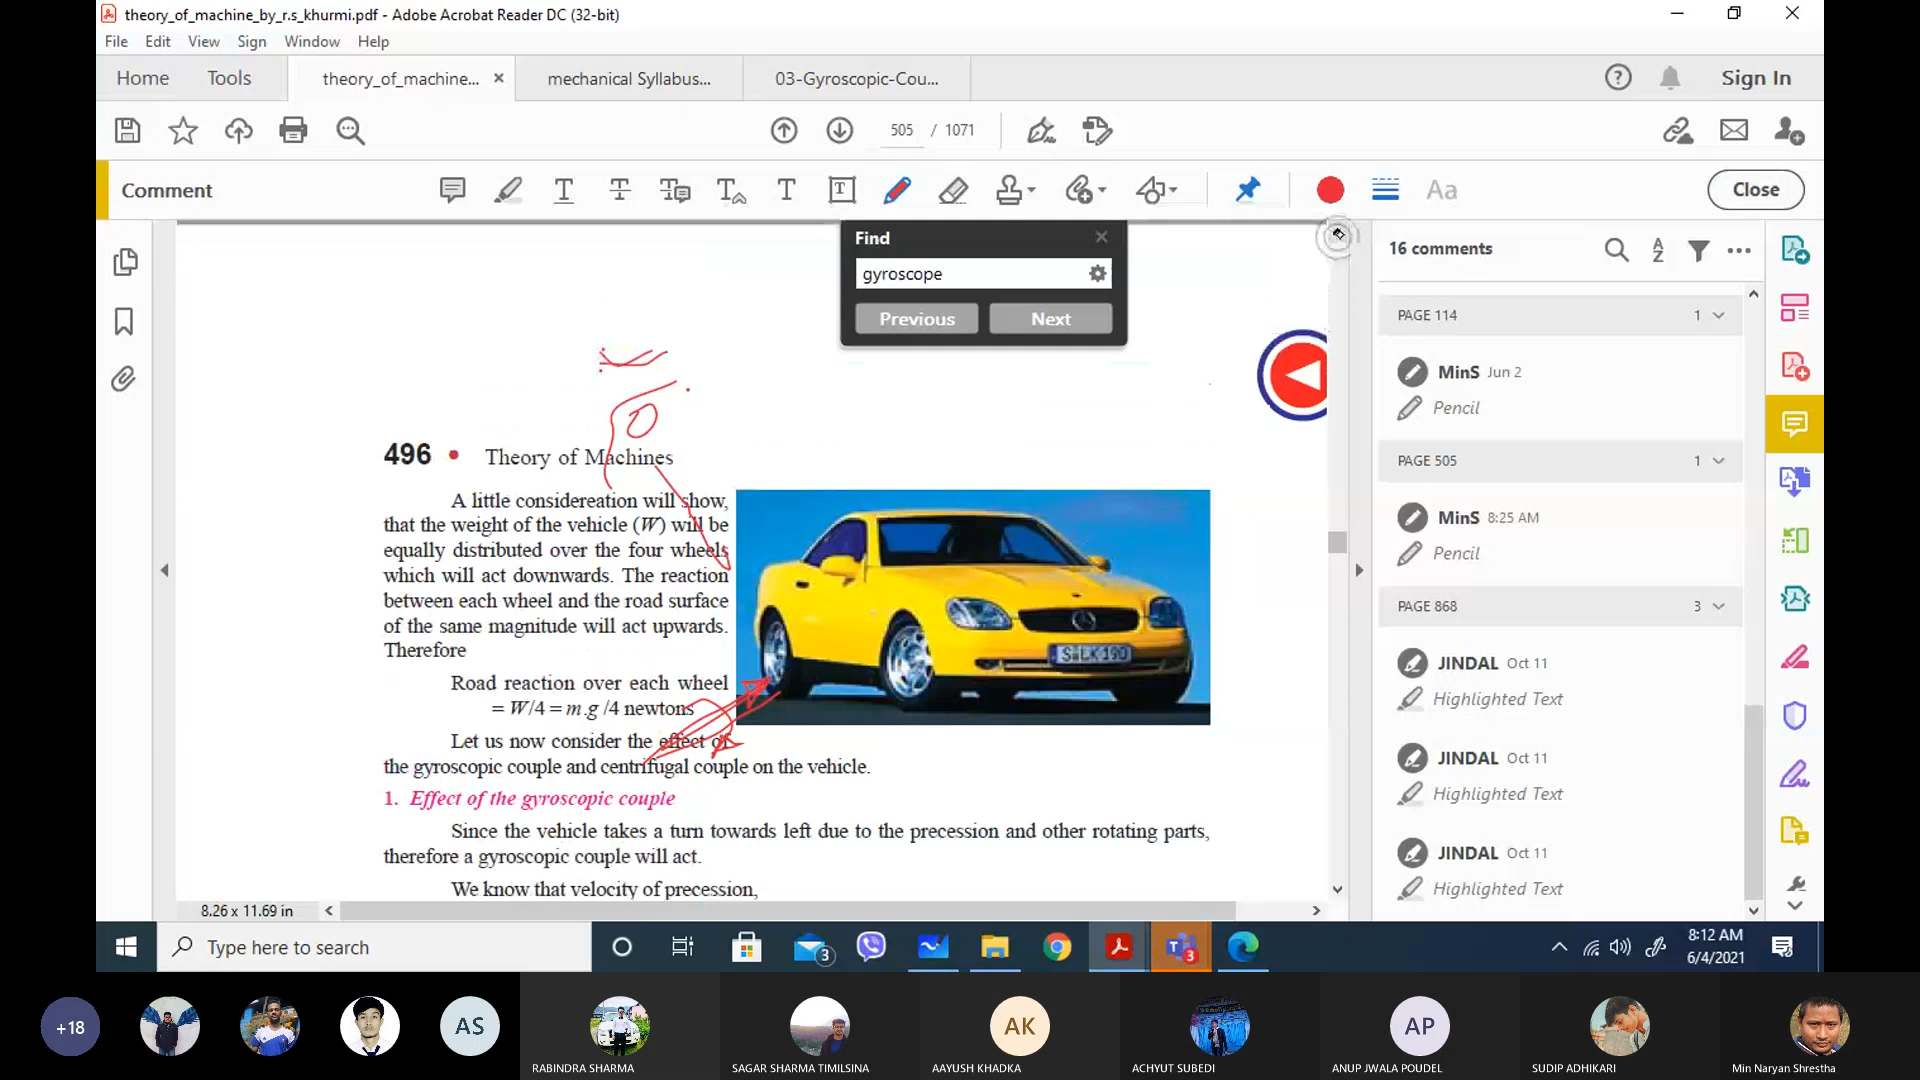 theory_of_machine_by_r.s_khurmi.pdf - Adobe Acrobat Reader DC (32-bit)
File Edit View Sign Window Help
Home Tools theory_of_machine... mechanical Syllabus... 03-Gyroscopic-Cou... Sign In
505 / 1071
Comment Aa Close
Find
gyroscope
Previous Next
496 • Theory of Machines
A little considereation will show,
that the weight of the vehicle (W) will be
equally distributed over the four wheels
which will act downwards. The reaction
between each wheel and the road surface
of the same magnitude will act upwards.
Therefore
Road reaction over each wheel
= W/4 = m.g /4 newtons
Let us now consider the effect of
the gyroscopic couple and centrifugal couple on the vehicle.
1. Effect of the gyroscopic couple
Since the vehicle takes a turn towards left due to the precession and other rotating parts,
therefore a gyroscopic couple will act.
We know that velocity of precession,
8.26 x 11.69 in
16 comments
PAGE 114 1
MinS Jun 2
Pencil
PAGE 505 1
MinS 8:25 AM
Pencil
PAGE 868 3
JINDAL Oct 11
Highlighted Text
JINDAL Oct 11
Highlighted Text
JINDAL Oct 11
Highlighted Text
Type here to search
3
3
8:12 AM
6/4/2021
+18
AS
AK
AP
RABINDRA SHARMA
SAGAR SHARMA TIMILSINA
AAYUSH KHADKA
ACHYUT SUBEDI
ANUP JWALA POUDEL
SUDIP ADHIKARI
Min Naryan Shrestha